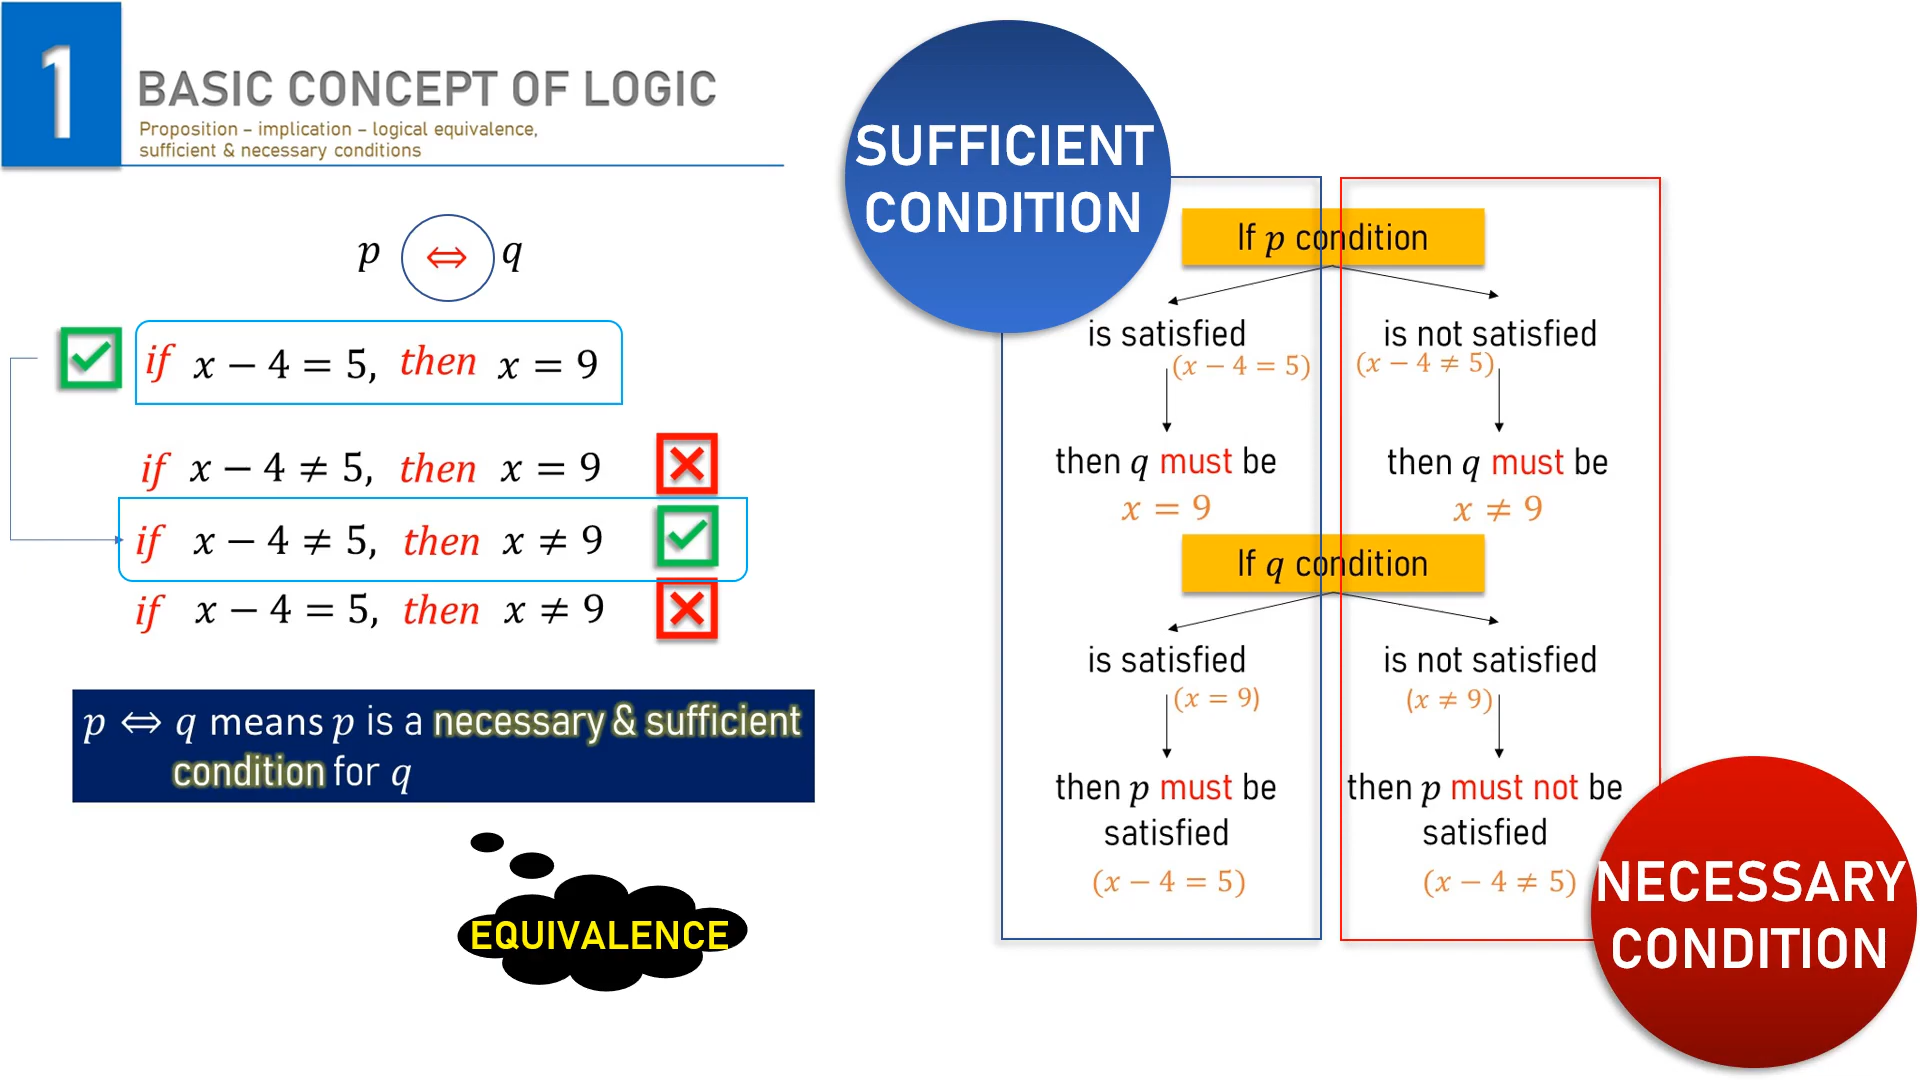 1
BASIC CONCEPT OF LOGIC
Proposition – implication – logical equivalence,
sufficient & necessary conditions
p ⇔ q
if x − 4 = 5, then x = 9
if x − 4 ≠ 5, then x = 9
if x − 4 ≠ 5, then x ≠ 9
if x − 4 = 5, then x ≠ 9
p ⇔ q means p is a necessary & sufficient
condition for q
EQUIVALENCE
SUFFICIENT
CONDITION
If p condition
is satisfied
(x − 4 = 5)
then q must be
x = 9
is not satisfied
(x − 4 ≠ 5)
then q must be
x ≠ 9
If q condition
is satisfied
(x = 9)
then p must be
satisfied
(x − 4 = 5)
is not satisfied
(x ≠ 9)
then p must not be
satisfied
(x − 4 ≠ 5)
NECESSARY
CONDITION